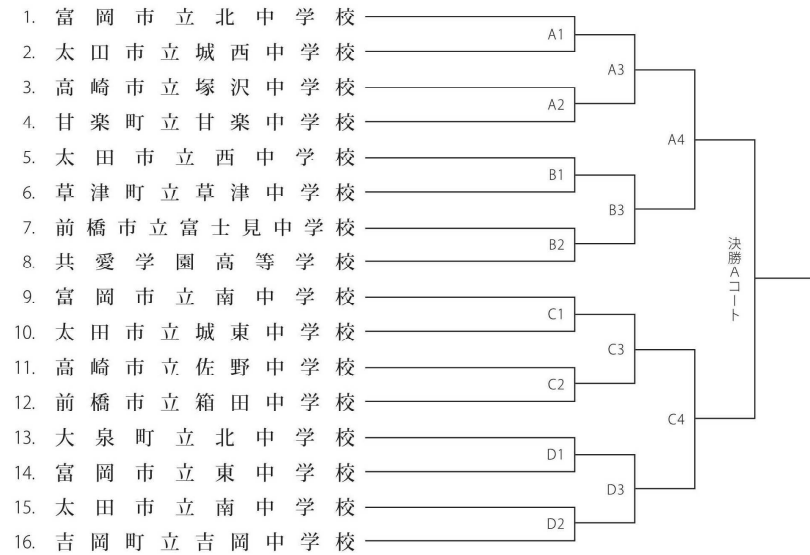 1. 富岡市立北中学校
2. 太田市立城西中学校
3. 高崎市立塚沢中学校
4. 甘楽町立甘楽中学校
5. 太田市立西中学校
6. 草津町立草津中学校
7. 前橋市立富士見中学校
8. 共愛学園高等学校
9. 富岡市立南中学校
10. 太田市立城東中学校
11. 高崎市立佐野中学校
12. 前橋市立箱田中学校
13. 大泉町立北中学校
14. 富岡市立東中学校
15. 太田市立南中学校
16. 吉岡町立吉岡中学校
A1
A2
B1
B2
C1
C2
D1
D2
A3
B3
C3
D3
A4
C4
決勝Aコート